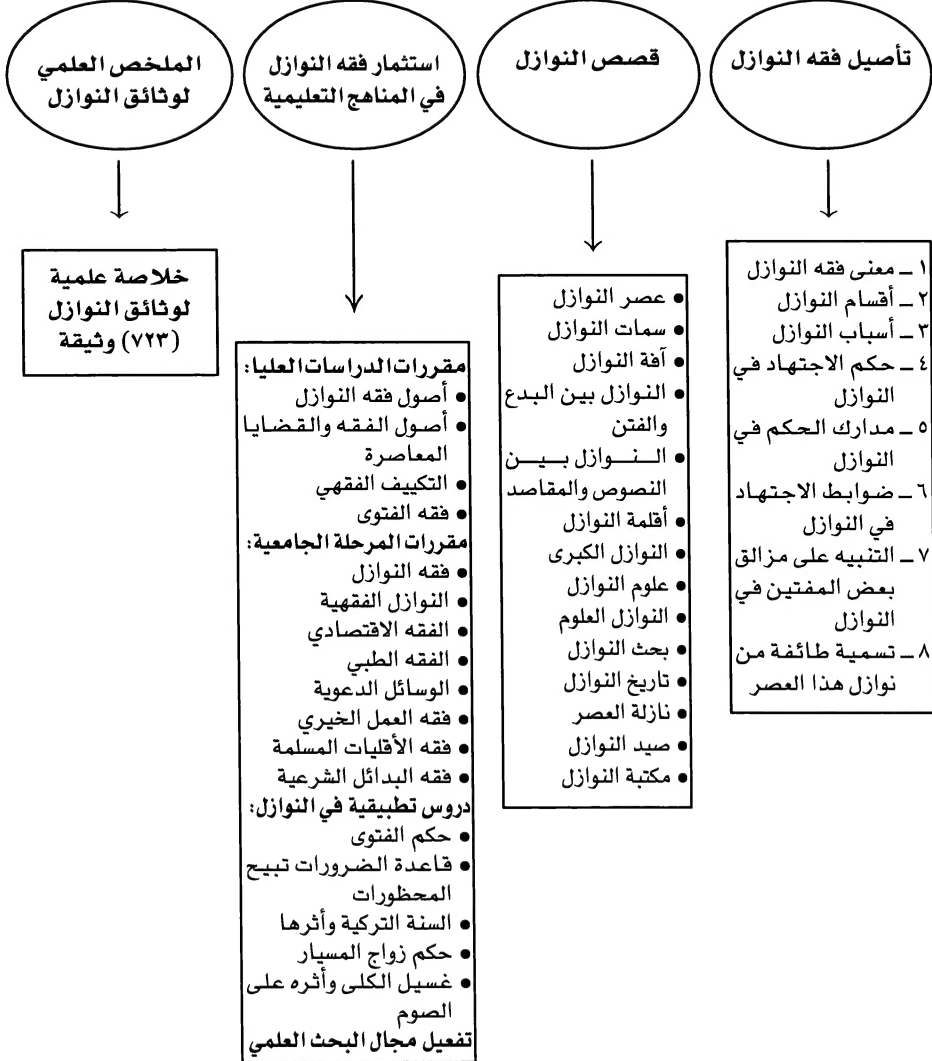 تأصيل فقه النوازل
١ ـ معنى فقه النوازل
٢ ـ أقسام النوازل
٣ ـ أسباب النوازل
٤ ـ حكم الاجتهاد في
النوازل
٥ ـ مدارك الحكم في
النوازل
٦ ـ ضوابط الاجتهاد
في النوازل
٧ ـ التنبيه على مزالق
بعض المفتين في
النوازل
٨ ـ تسمية طائفة من
نوازل هذا العصر
قصص النوازل
• عصر النوازل
• سمات النوازل
• آفة النوازل
• النوازل بين البدع
والفتن
• النوازل بين
النصوص والمقاصد
• أقلمة النوازل
• النوازل الكبرى
• علوم النوازل
• النوازل العلوم
• بحث النوازل
• تاريخ النوازل
• نازلة العصر
• صيد النوازل
• مكتبة النوازل
استثمار فقه النوازل
في المناهج التعليمية
مقررات الدراسات العليا:
• أصول فقه النوازل
• أصول الفقه والقضايا
المعاصرة
• التكييف الفقهي
• فقه الفتوى
مقررات المرحلة الجامعية:
• فقه النوازل
• النوازل الفقهية
• الفقه الاقتصادي
• الفقه الطبي
• الوسائل الدعوية
• فقه العمل الخيري
• فقه الأقليات المسلمة
• فقه البدائل الشرعية
دروس تطبيقية في النوازل:
• حكم الفتوى
• قاعدة الضرورات تبيح
المحظورات
• السنة التركية وأثرها
• حكم زواج المسيار
• غسيل الكلى وأثره على
الصوم
تفعيل مجال البحث العلمي
الملخص العلمي
لوثائق النوازل
خلاصة علمية
لوثائق النوازل
(٧٢٣) وثيقة